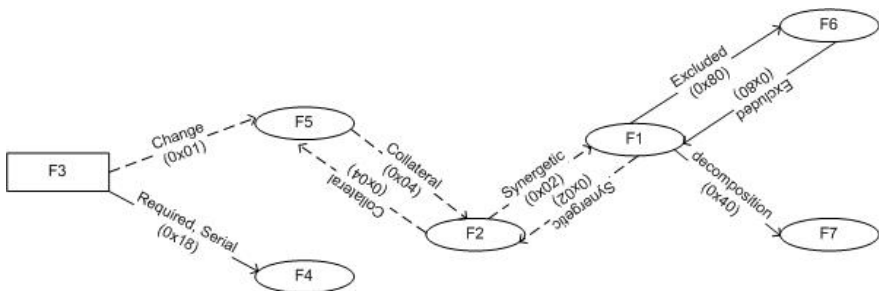 F6
Excluded
(0x80)
(0x80)
Excluded
F5
Change
(0x01)
F1
Collateral
(0x04)
Synergetic
(0x02)
F3
(0x04)
Collateral
(0x02)
Synergetic
decomposition
(0x40)
Required, Serial
(0x18)
F2
F7
F4